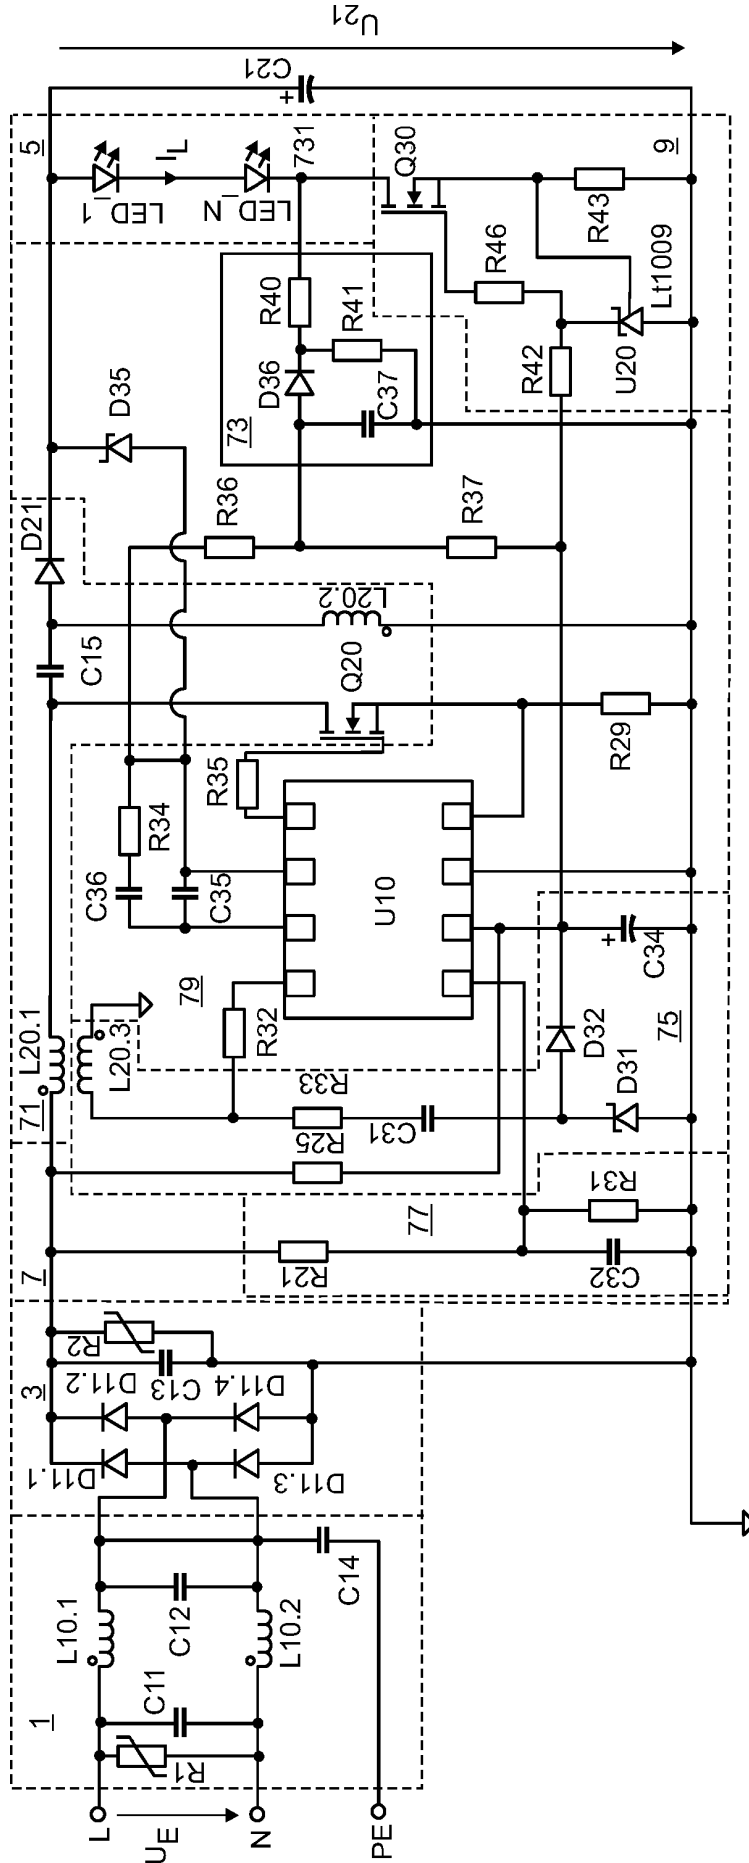 U21
C21
5
LED_1
IL
LED_N
731
Q30
9
R43
R46
Lt1009
U20
R42
R40
R41
D36
C37
73
D35
R36
R37
D21
L20.2
Q20
C15
R29
R35
R34
C36
C35
U10
79
R32
C34
75
D32
D31
L20.1
L20.3
71
R33
R25
C31
77
R31
R21
C32
7
R2
3
D11.2
C13
D11.4
D11.1
D11.3
C14
L10.1
C12
L10.2
C11
1
R1
L
UE
N
PE
+
+